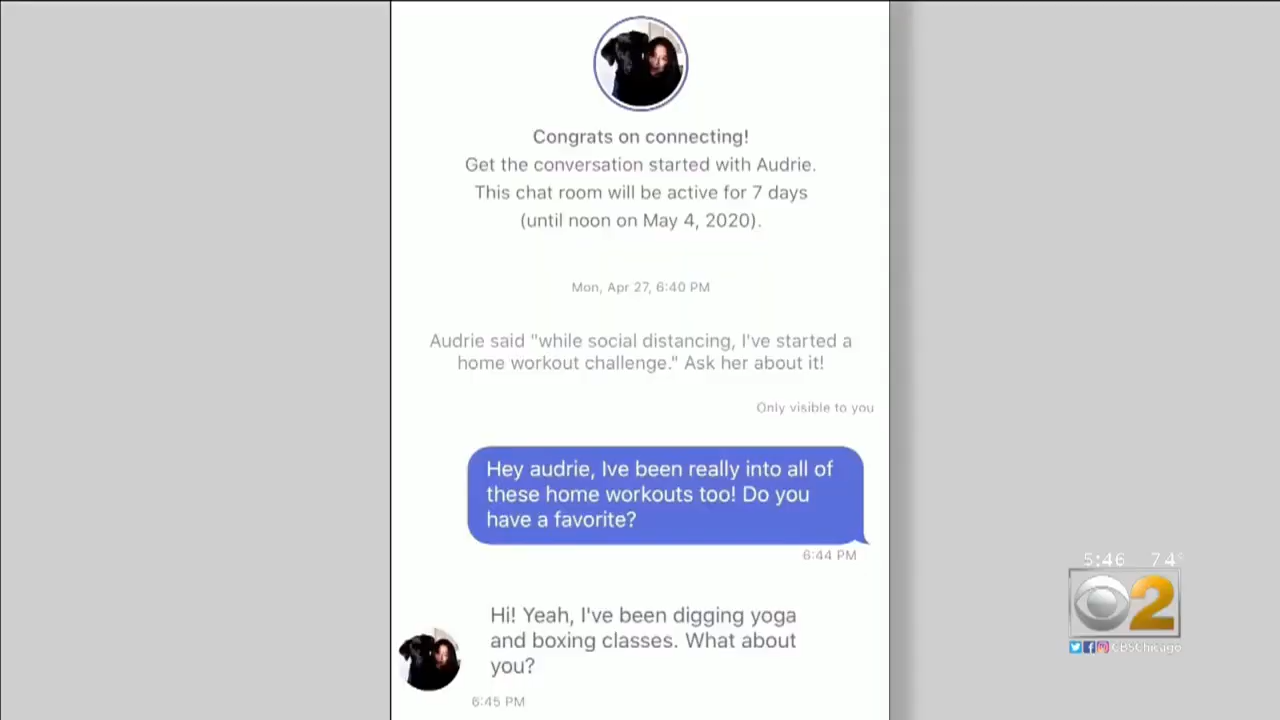 Congrats on connecting!
Get the conversation started with Audrie.
This chat room will be active for 7 days
(until noon on May 4, 2020).
Mon, Apr 27, 6:40 PM
Audrie said "while social distancing, I've started a
home workout challenge." Ask her about it!
Only visible to you
Hey audrie, Ive been really into all of
these home workouts too! Do you
have a favorite?
6:44 PM
Hi! Yeah, I've been digging yoga
and boxing classes. What about
you?
6:45 PM
5:46 74°
2
CBSChicago